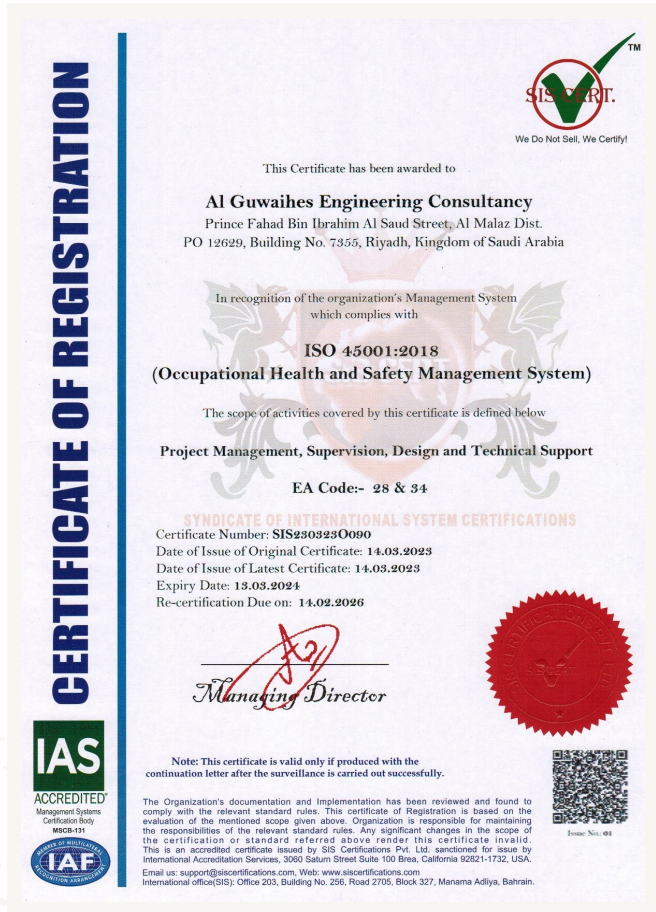 CERTIFICATE OF REGISTRATION
TM
SIS CERT.
We Do Not Sell, We Certify!
This Certificate has been awarded to
Al Guwaihes Engineering Consultancy
Prince Fahad Bin Ibrahim Al Saud Street, Al Malaz Dist.
PO 12629, Building No. 7355, Riyadh, Kingdom of Saudi Arabia
In recognition of the organization's Management System
which complies with
ISO 45001:2018
SIS CERT
(Occupational Health and Safety Management System)
The scope of activities covered by this certificate is defined below
Project Management, Supervision, Design and Technical Support
EA Code:- 28 & 34
SYNDICATE OF INTERNATIONAL SYSTEM CERTIFICATIONS
Certificate Number: SIS230323O090
Date of Issue of Original Certificate: 14.03.2023
Date of Issue of Latest Certificate: 14.03.2023
Expiry Date: 13.03.2024
Re-certification Due on: 14.02.2026
Managing Director
IAS
ACCREDITED
Management Systems
Certification Body
MSCB-131
MEMBER OF MULTILATERAL
RECOGNITION ARRANGEMENT
IAF
Note: This certificate is valid only if produced with the
continuation letter after the surveillance is carried out successfully.
Issue No.: 01
The Organization's documentation and Implementation has been reviewed and found to
comply with the relevant standard rules. This certificate of Registration is based on the
evaluation of the mentioned scope given above. Organization is responsible for maintaining
the responsibilities of the relevant standard rules. Any significant changes in the scope of
the certification or standard referred above render this certificate invalid.
This is an accredited certificate issued by SIS Certifications Pvt. Ltd. sanctioned for issue by
International Accreditation Services, 3060 Saturn Street Suite 100 Brea, California 92821-1732, USA.
Email us: support@siscertifications.com, Web: www.siscertifications.com
International office(SIS): Office 203, Building No. 256, Road 2705, Block 327, Manama Adliya, Bahrain.